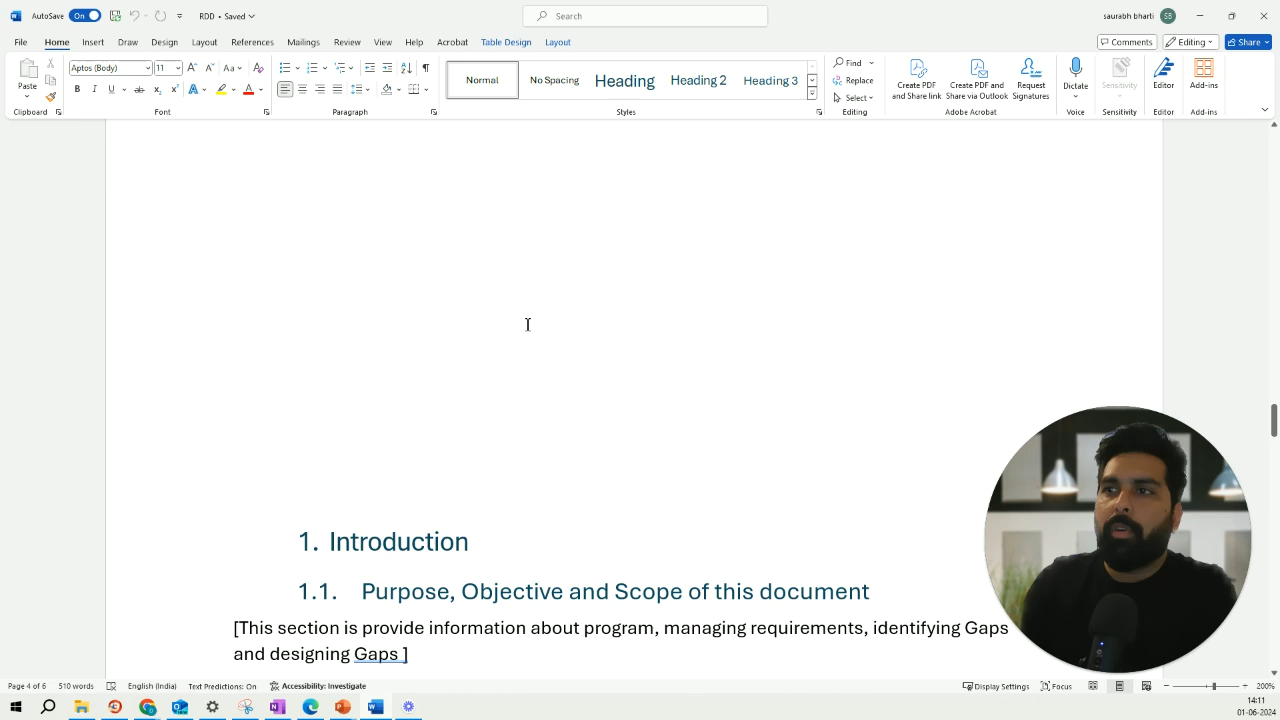 AutoSave On RDD • Saved Search saurabh bharti SB
File Home Insert Draw Design Layout References Mailings Review View Help Acrobat Table Design Layout Comments Editing Share
Paste Aptos (Body) 11 Normal No Spacing Heading Heading 2 Heading 3 Find Replace Select Create PDF and Share link Create PDF and Share via Outlook Request Signatures Dictate Sensitivity Editor Add-ins
Clipboard Font Paragraph Styles Editing Adobe Acrobat Voice Sensitivity Editor Add-ins
1. Introduction
1.1. Purpose, Objective and Scope of this document
[This section is provide information about program, managing requirements, identifying Gaps
and designing Gaps ]
Page 4 of 6 510 words English (India) Text Predictions: On Accessibility: Investigate Display Settings Focus 200%
14:11
01-06-2024